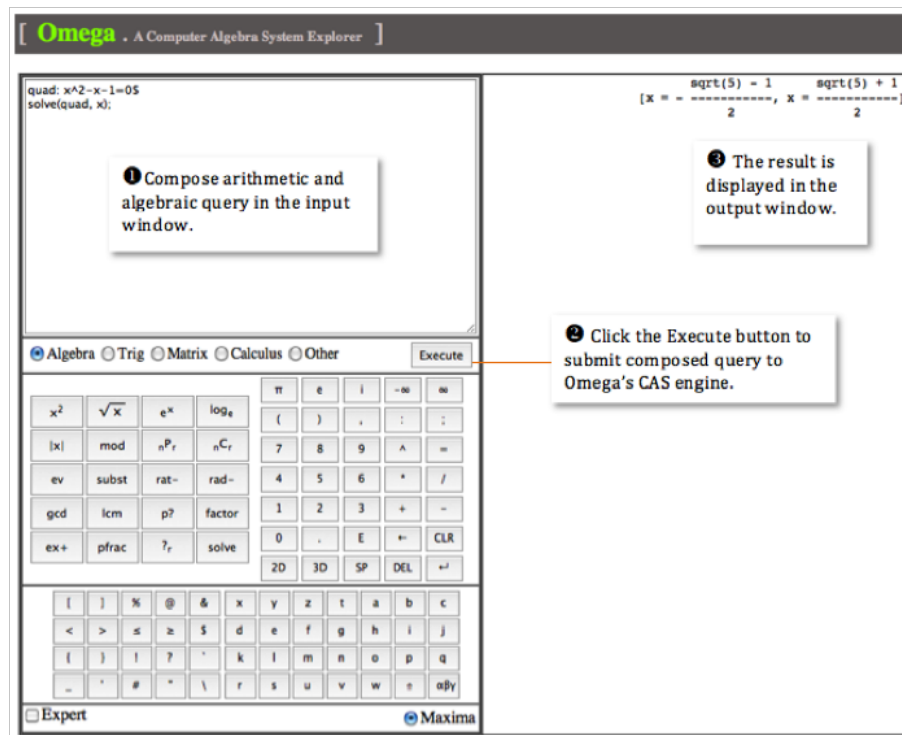 [ Omega . A Computer Algebra System Explorer ]
quad: x^2-x-1=0$
solve(quad, x);
sqrt(5) - 1 sqrt(5) + 1
[x = - -----------, x = -----------]
2 2
❶Compose arithmetic and
algebraic query in the input
window.
❸ The result is
displayed in the
output window.
❷ Click the Execute button to
submit composed query to
Omega's CAS engine.
Algebra Trig Matrix Calculus Other Execute
x² √x eˣ logₑ
|x| mod ₙPᵣ ₙCᵣ
ev subst rat- rad-
gcd lcm p? factor
ex+ pfrac ?ᵣ solve
π e i -∞ ∞
( ) , : ;
7 8 9 ^ =
4 5 6 * /
1 2 3 + -
0 . E ← CLR
2D 3D SP DEL ↵
[ ] % @ & x y z t a b c
< > ≤ ≥ $ d e f g h i j
{ } ! ? ` k l m n o p q
_ ' # " \ r s u v w αβγ
Expert Maxima